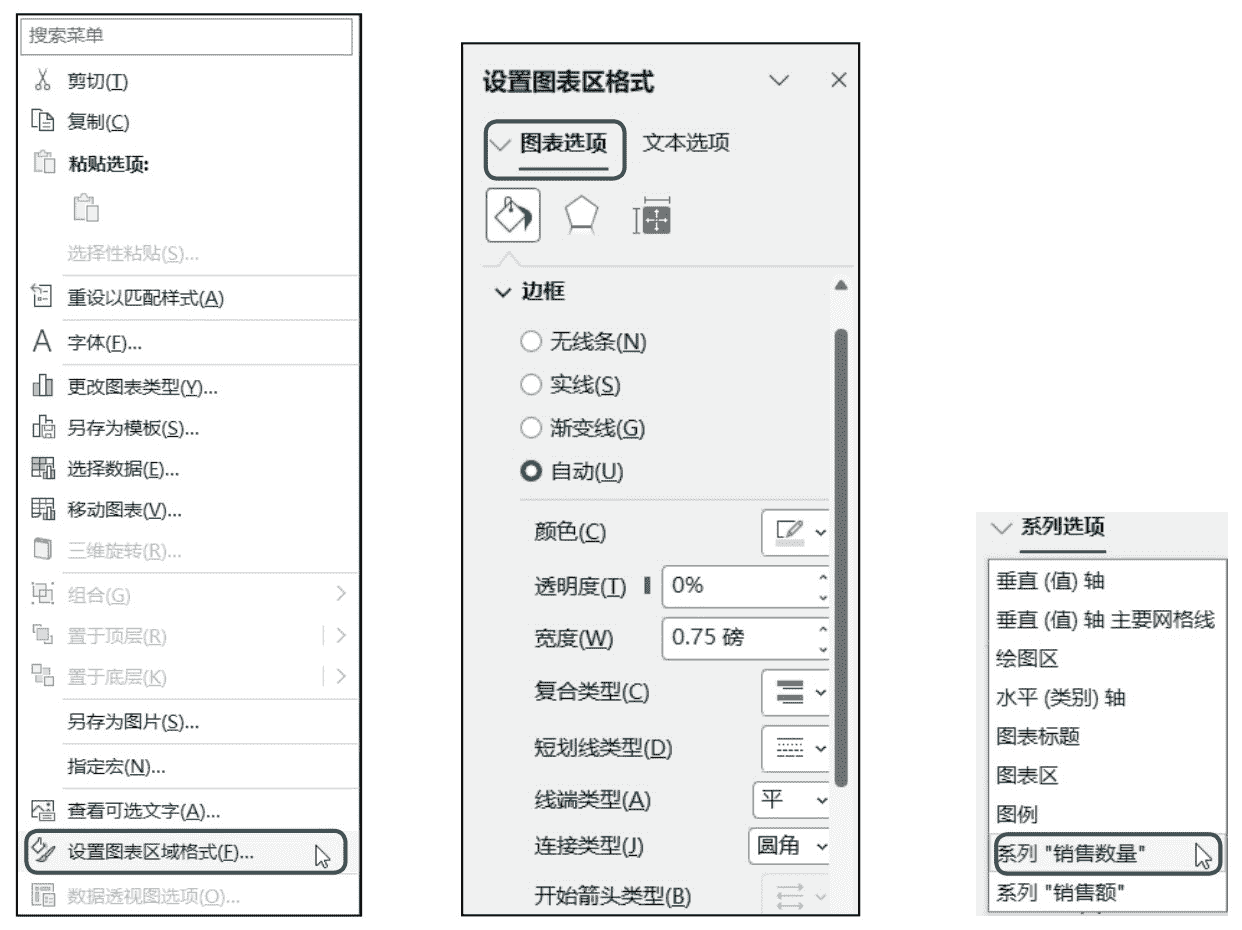 搜索菜单
剪切(T)
复制(C)
粘贴选项:
选择性粘贴(S)...
重设以匹配样式(A)
字体(F)...
更改图表类型(Y)...
另存为模板(S)...
选择数据(E)...
移动图表(V)...
三维旋转(R)...
组合(G)
置于顶层(R)
置于底层(K)
另存为图片(S)...
指定宏(N)...
查看可选文字(A)...
设置图表区域格式(F)...
数据透视图选项(O)...
设置图表区格式
图表选项 文本选项
边框
无线条(N)
实线(S)
渐变线(G)
自动(U)
颜色(C)
透明度(T) 0%
宽度(W) 0.75 磅
复合类型(C)
短划线类型(D)
线端类型(A) 平
连接类型(J) 圆角
开始箭头类型(B)
系列选项
垂直 (值) 轴
垂直 (值) 轴 主要网格线
绘图区
水平 (类别) 轴
图表标题
图表区
图例
系列 "销售数量"
系列 "销售额"